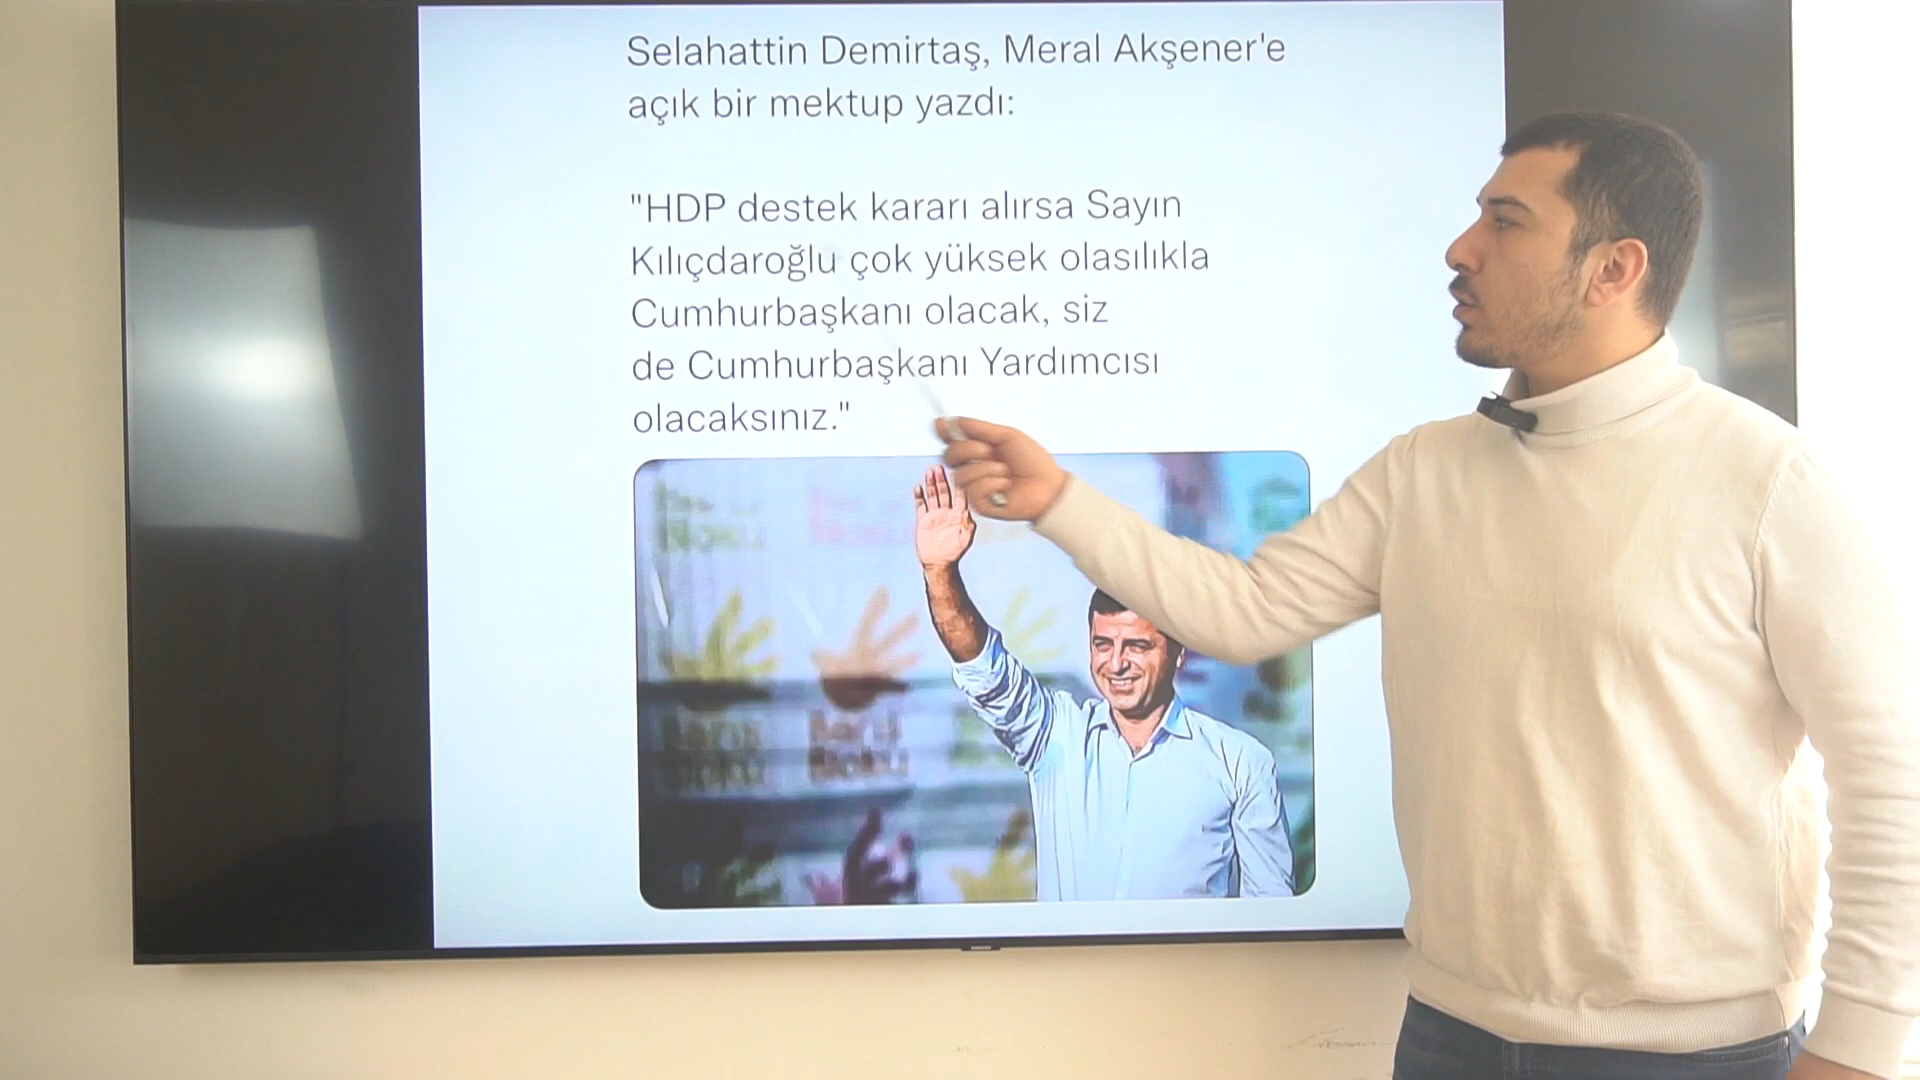 Selahattin Demirtaş, Meral Akşener'e
açık bir mektup yazdı:
"HDP destek kararı alırsa Sayın
Kılıçdaroğlu çok yüksek olasılıkla
Cumhurbaşkanı olacak, siz
de Cumhurbaşkanı Yardımcısı
olacaksınız."